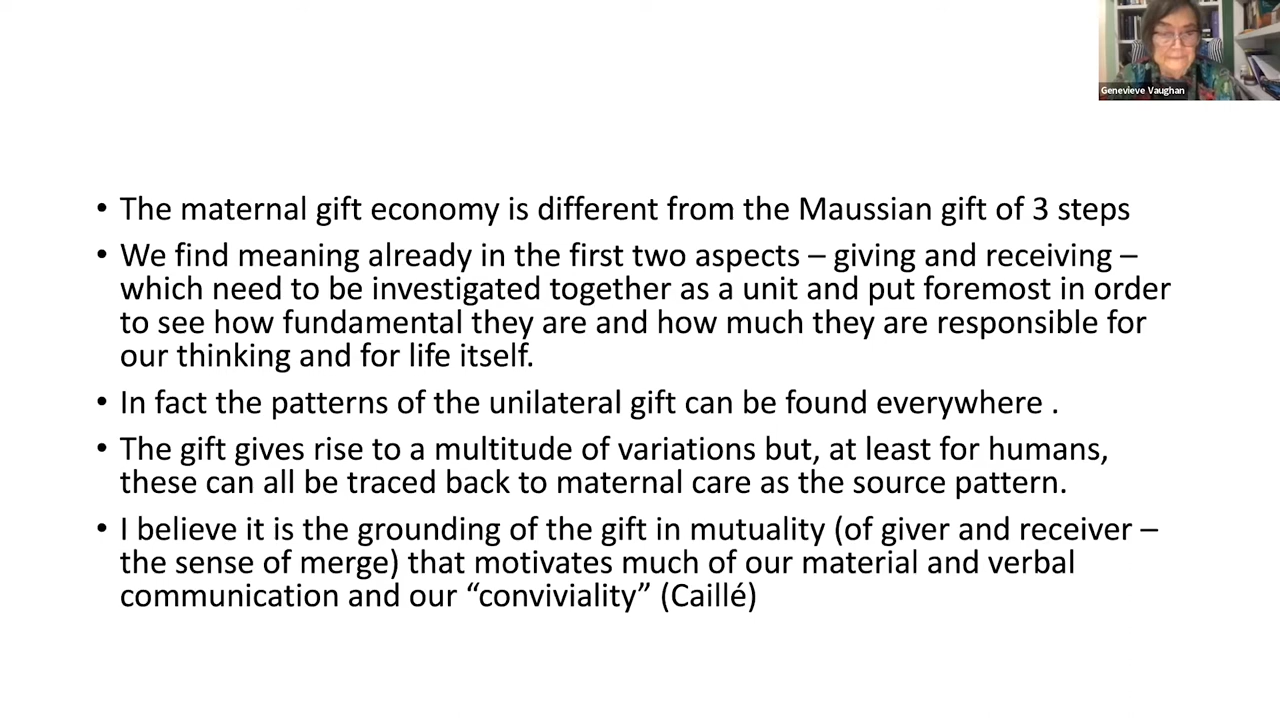 Genevieve Vaughan
• The maternal gift economy is different from the Maussian gift of 3 steps
• We find meaning already in the first two aspects – giving and receiving –
which need to be investigated together as a unit and put foremost in order
to see how fundamental they are and how much they are responsible for
our thinking and for life itself.
• In fact the patterns of the unilateral gift can be found everywhere .
• The gift gives rise to a multitude of variations but, at least for humans,
these can all be traced back to maternal care as the source pattern.
• I believe it is the grounding of the gift in mutuality (of giver and receiver –
the sense of merge) that motivates much of our material and verbal
communication and our “conviviality” (Caillé)